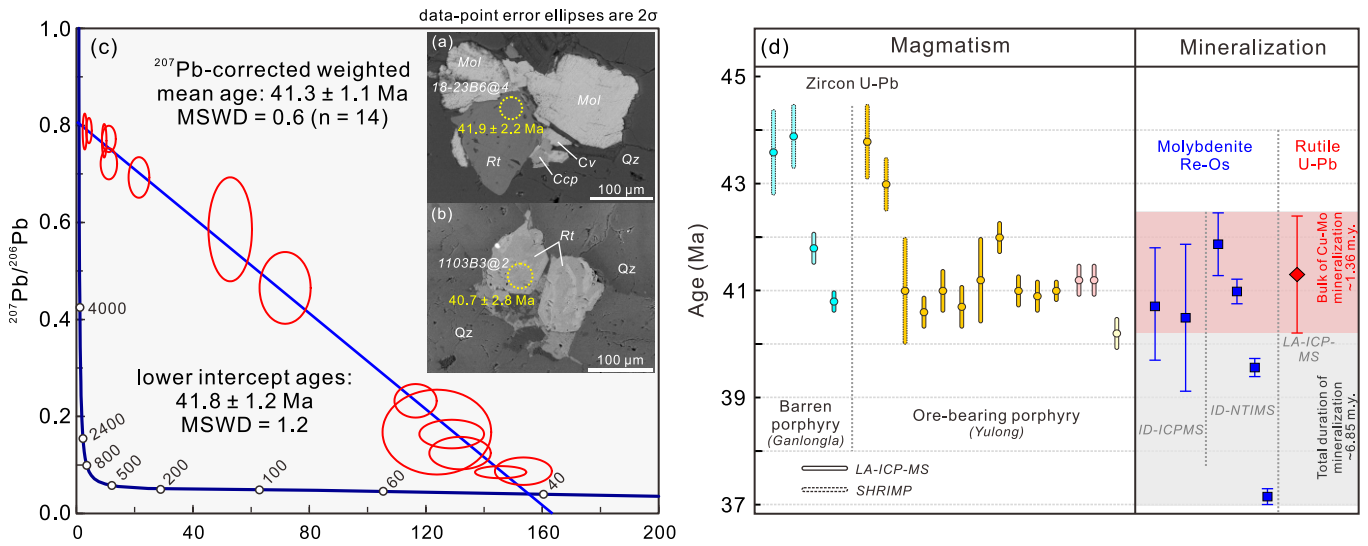 data-point error ellipses are 2σ
(c)
²⁰⁷Pb-corrected weighted
mean age: 41.3 ± 1.1 Ma
MSWD = 0.6 (n = 14)
lower intercept ages:
41.8 ± 1.2 Ma
MSWD = 1.2
²⁰⁷Pb/²⁰⁶Pb
1.0
0.8
0.6
0.4
0.2
0.0
0
40
80
120
160
200
4000
2400
800
500
200
100
60
40
(a)
Mol
18-23B6@4
Mol
41.9 ± 2.2 Ma
Rt
Cv
Ccp
Qz
100 µm
(b)
Rt
1103B3@2
Qz
40.7 ± 2.8 Ma
Qz
100 µm
(d)
Magmatism
Mineralization
Age (Ma)
45
43
41
39
37
Zircon U-Pb
Barren
porphyry
(Ganlongla)
Ore-bearing porphyry
(Yulong)
LA-ICP-MS
SHRIMP
Molybdenite
Re-Os
Rutile
U-Pb
ID-ICPMS
ID-NTIMS
LA-ICP-
MS
Bulk of Cu-Mo
mineralization
~1.36 m.y.
Total duration of
mineralization
~6.85 m.y.